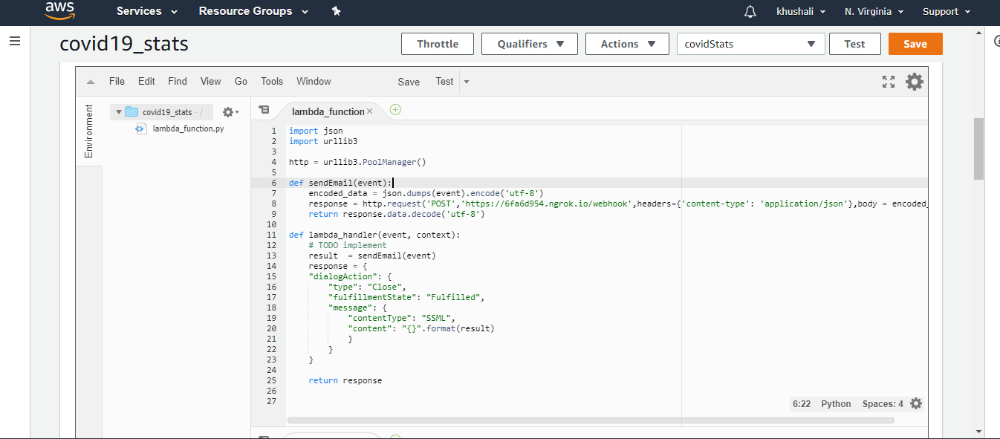 aws Services Resource Groups khushali N. Virginia Support
covid19_stats Throttle Qualifiers Actions covidStats Test Save
File Edit Find View Go Tools Window Save Test
Environment
covid19_stats - /
lambda_function.py
lambda_function
1 import json
2 import urllib3
3
4 http = urllib3.PoolManager()
5
6 def sendEmail(event):
7     encoded_data = json.dumps(event).encode('utf-8')
8     response = http.request('POST','https://6fa6d954.ngrok.io/webhook',headers={'content-type': 'application/json'},body = encoded_
9     return response.data.decode('utf-8')
10
11 def lambda_handler(event, context):
12     # TODO implement
13     result  = sendEmail(event)
14     response = {
15     "dialogAction": {
16         "type": "Close",
17         "fulfillmentState": "Fulfilled",
18         "message": {
19             "contentType": "SSML",
20             "content": "{}".format(result)
21             }
22         }
23     }
24
25     return response
26
27
6:22 Python Spaces: 4